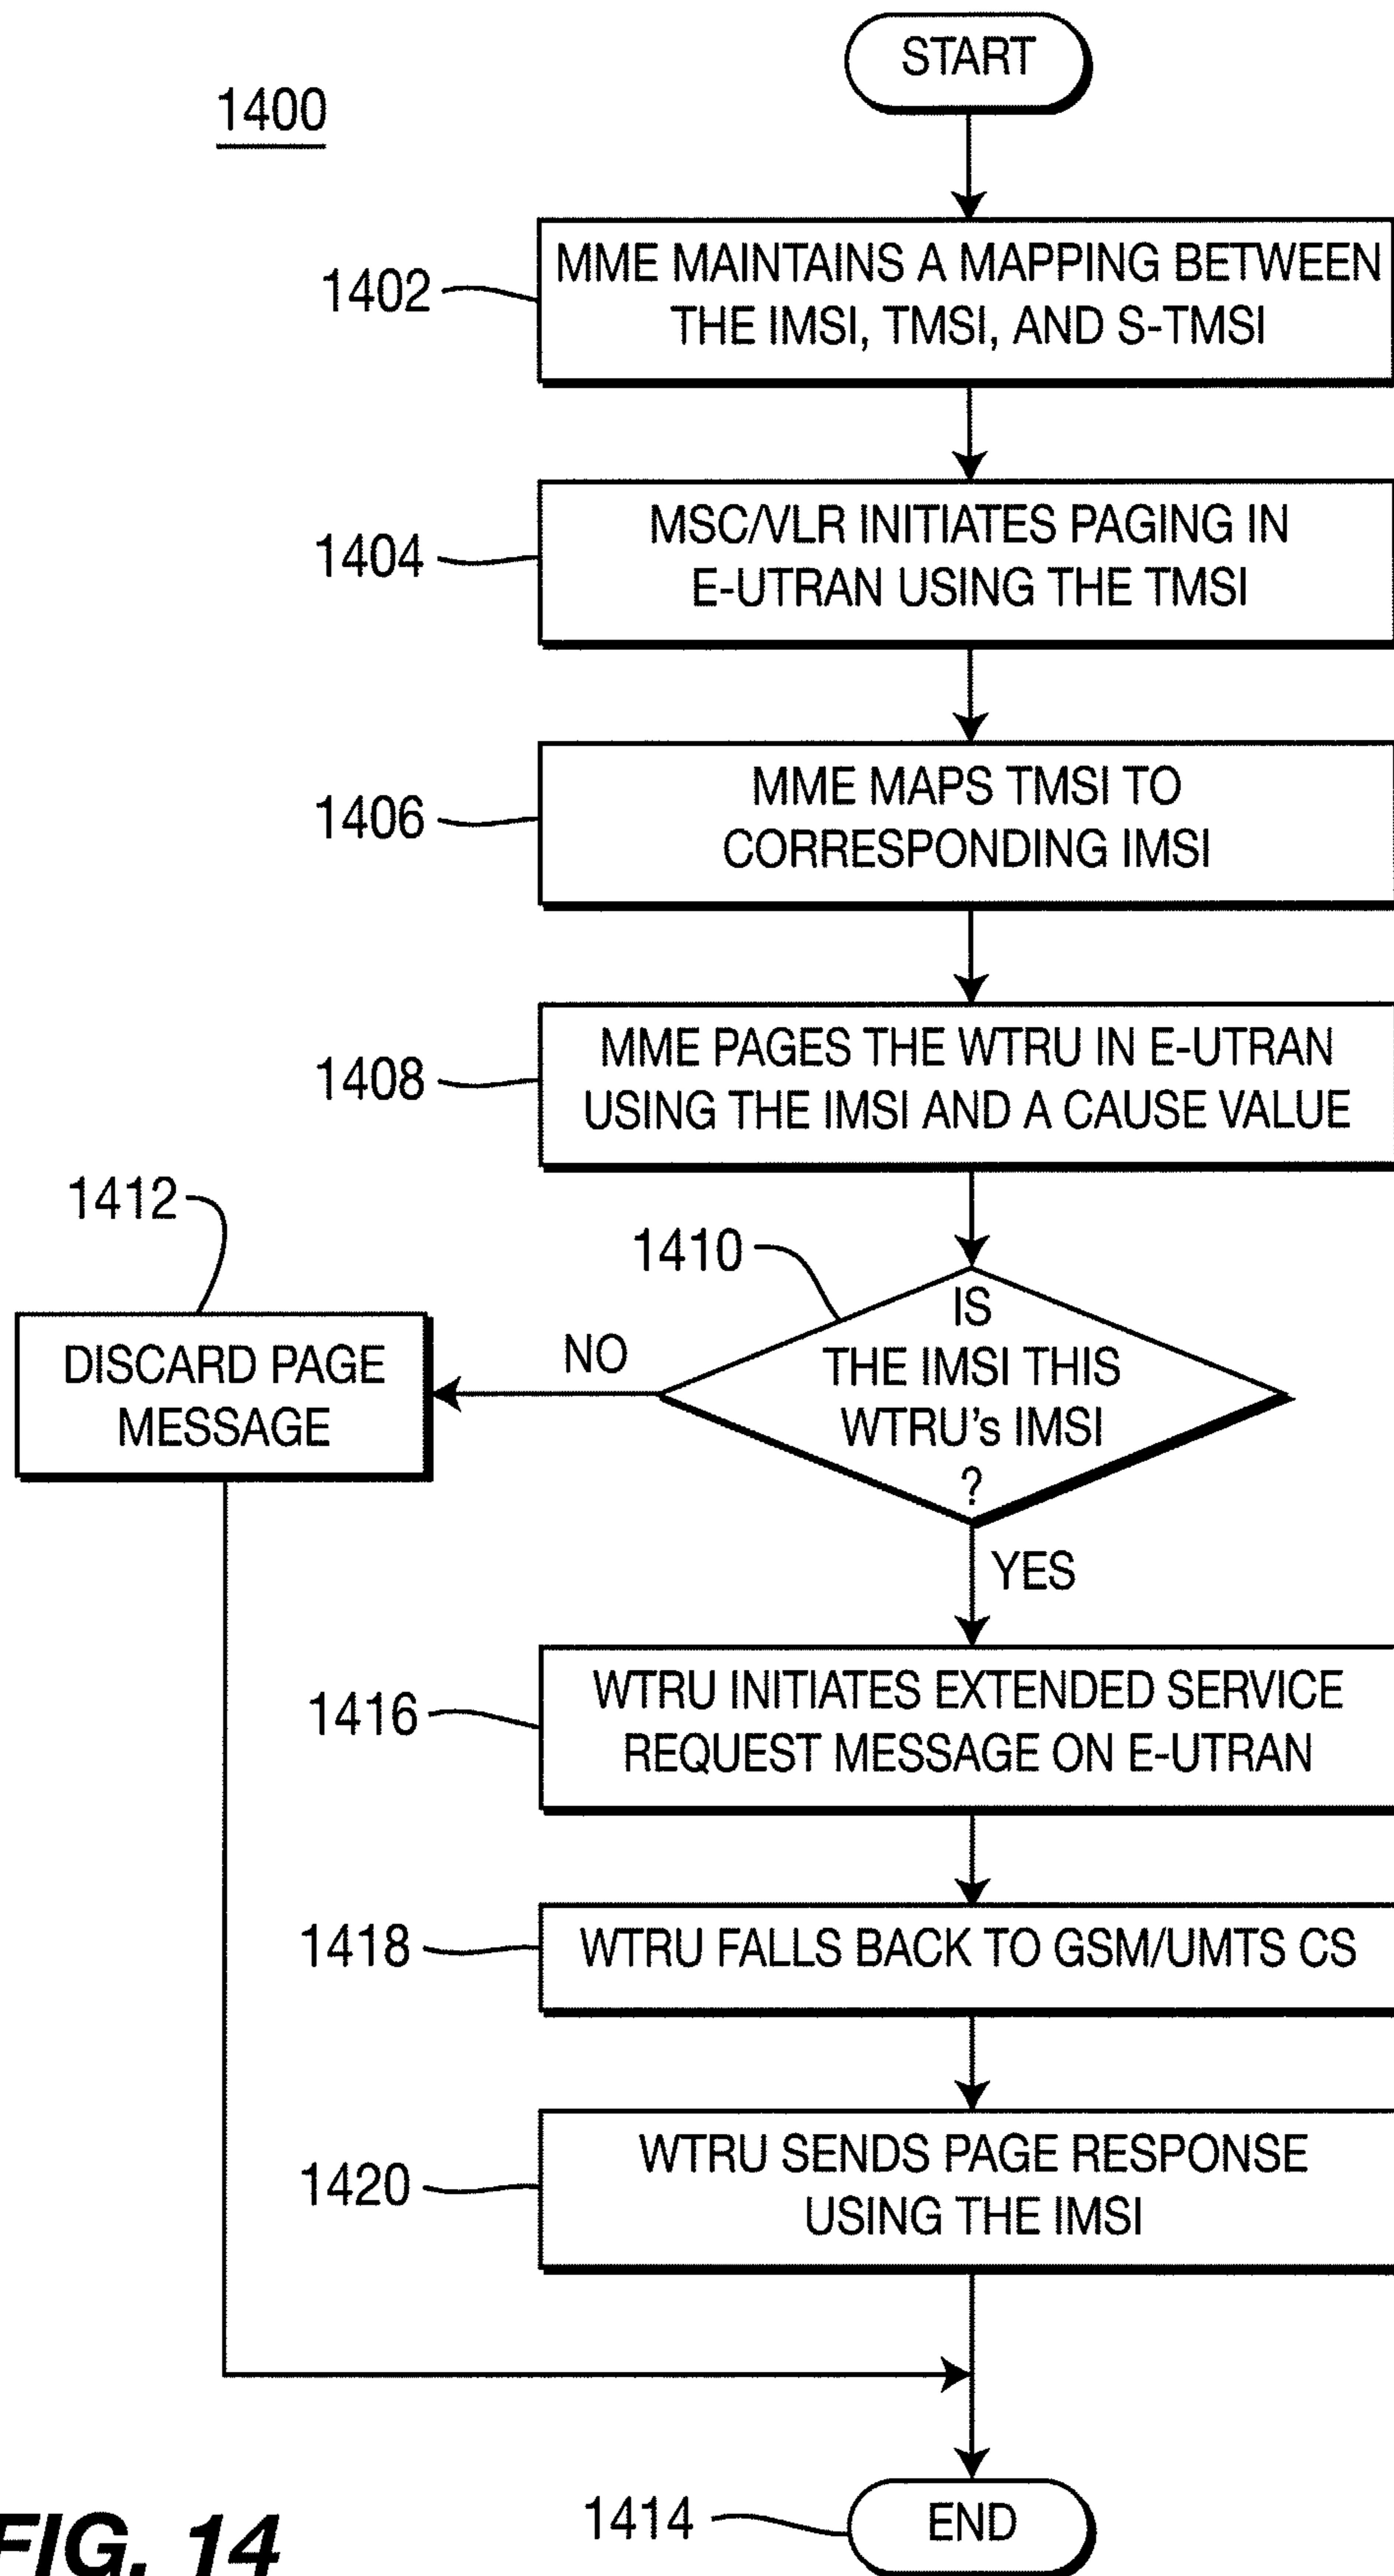 START
1400
1402
MME MAINTAINS A MAPPING BETWEEN
THE IMSI, TMSI, AND S-TMSI
1404
MSC/VLR INITIATES PAGING IN
E-UTRAN USING THE TMSI
1406
MME MAPS TMSI TO
CORRESPONDING IMSI
1408
MME PAGES THE WTRU IN E-UTRAN
USING THE IMSI AND A CAUSE VALUE
1412
1410
DISCARD PAGE
MESSAGE
NO
IS
THE IMSI THIS
WTRU's IMSI
?
YES
1416
WTRU INITIATES EXTENDED SERVICE
REQUEST MESSAGE ON E-UTRAN
1418
WTRU FALLS BACK TO GSM/UMTS CS
1420
WTRU SENDS PAGE RESPONSE
USING THE IMSI
1414
END
FIG. 14